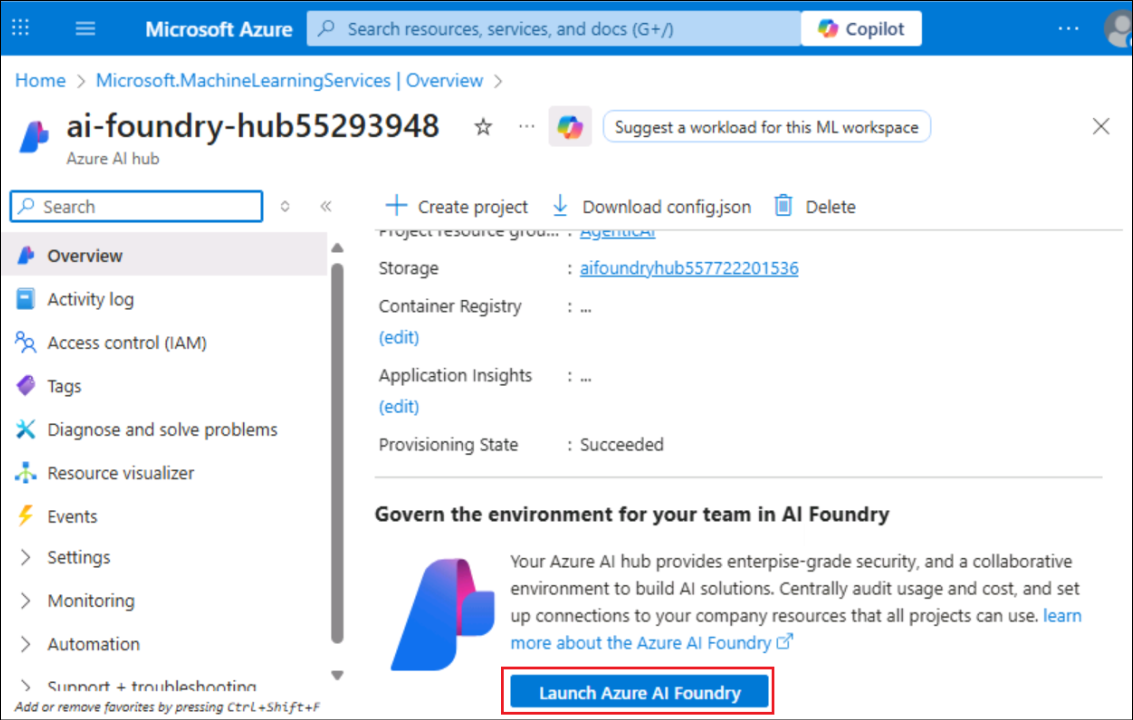 Microsoft Azure
Search resources, services, and docs (G+/)
Copilot
...
Home > Microsoft.MachineLearningServices | Overview >
ai-foundry-hub55293948
...
Suggest a workload for this ML workspace
Azure AI hub
Search
Create project
Download config.json
Delete
Overview
Activity log
Access control (IAM)
Tags
Diagnose and solve problems
Resource visualizer
Events
Settings
Monitoring
Automation
Support + troubleshooting
Add or remove favorites by pressing Ctrl+Shift+F
Project resource grou... : AgenticAI
Storage : aifoundryhub557722201536
Container Registry : ...
(edit)
Application Insights : ...
(edit)
Provisioning State : Succeeded
Govern the environment for your team in AI Foundry
Your Azure AI hub provides enterpise-grade security, and a collaborative
environment to build AI solutions. Centrally audit usage and cost, and set
up connections to your company resources that all projects can use. learn
more about the Azure AI Foundry
Launch Azure AI Foundry